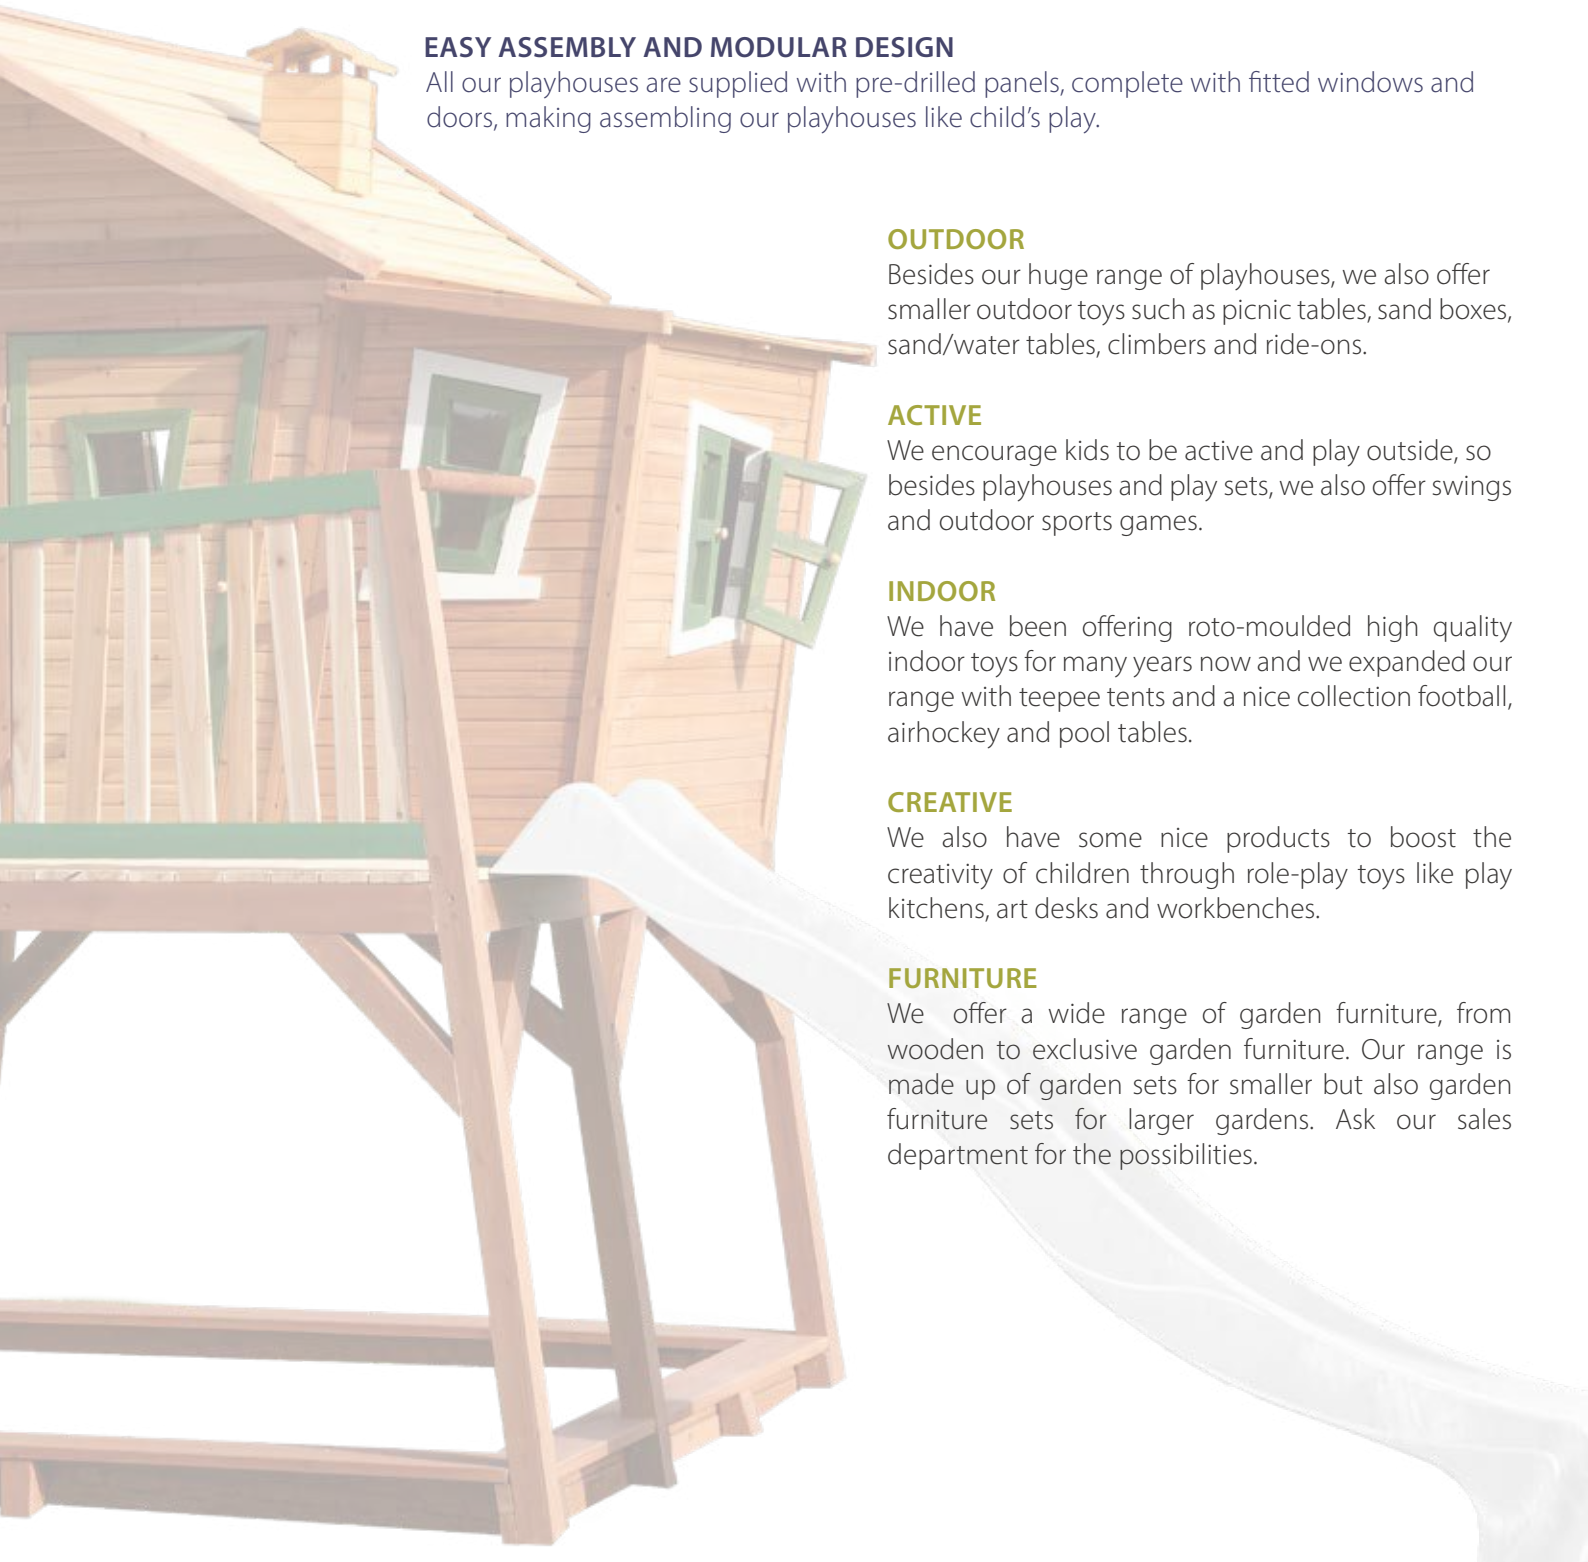 EASY ASSEMBLY AND MODULAR DESIGN
All our playhouses are supplied with pre-drilled panels, complete with fitted windows and
doors, making assembling our playhouses like child’s play.
OUTDOOR
Besides our huge range of playhouses, we also offer
smaller outdoor toys such as picnic tables, sand boxes,
sand/water tables, climbers and ride-ons.
ACTIVE
We encourage kids to be active and play outside, so
besides playhouses and play sets, we also offer swings
and outdoor sports games.
INDOOR
We have been offering roto-moulded high quality
indoor toys for many years now and we expanded our
range with teepee tents and a nice collection football,
airhockey and pool tables.
CREATIVE
We also have some nice products to boost the
creativity of children through role-play toys like play
kitchens, art desks and workbenches.
FURNITURE
We offer a wide range of garden furniture, from
wooden to exclusive garden furniture. Our range is
made up of garden sets for smaller but also garden
furniture sets for larger gardens. Ask our sales
department for the possibilities.